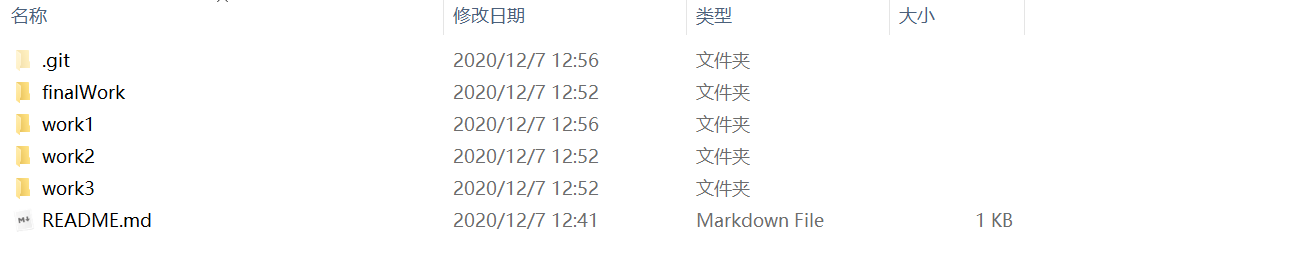 名称 修改日期 类型 大小
.git 2020/12/7 12:56 文件夹
finalWork 2020/12/7 12:52 文件夹
work1 2020/12/7 12:56 文件夹
work2 2020/12/7 12:52 文件夹
work3 2020/12/7 12:52 文件夹
README.md 2020/12/7 12:41 Markdown File 1 KB